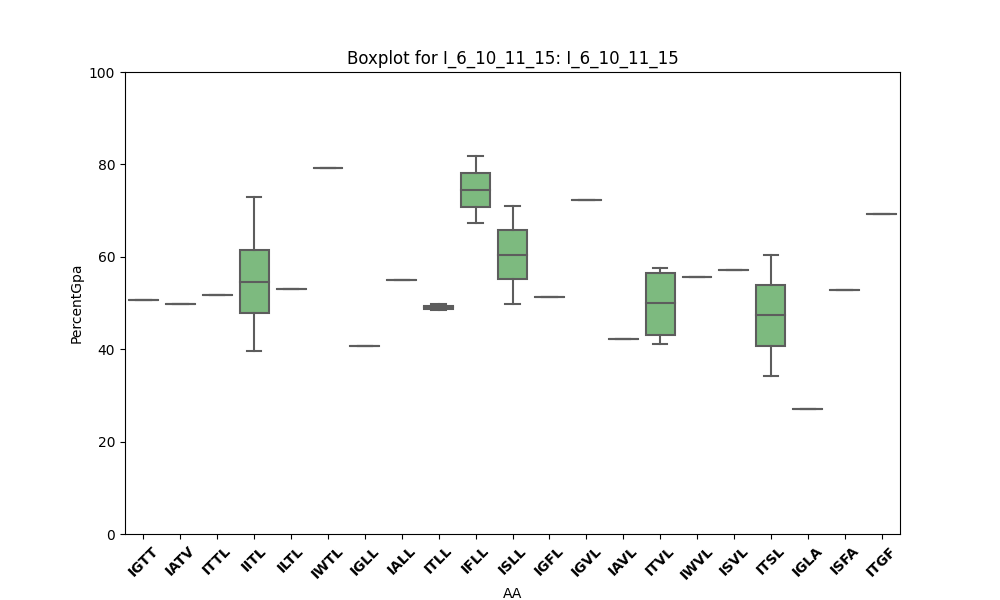 Boxplot for I_6_10_11_15: I_6_10_11_15
PercentGpa
100
80
60
40
20
0
IGTT IATV ITTL IITL ILTL IWTL IGLL IALL ITLL IFLL ISLL IGFL IGVL IAVL ITVL IWVL ISVL ITSL IGLA ISFA ITGF
AA